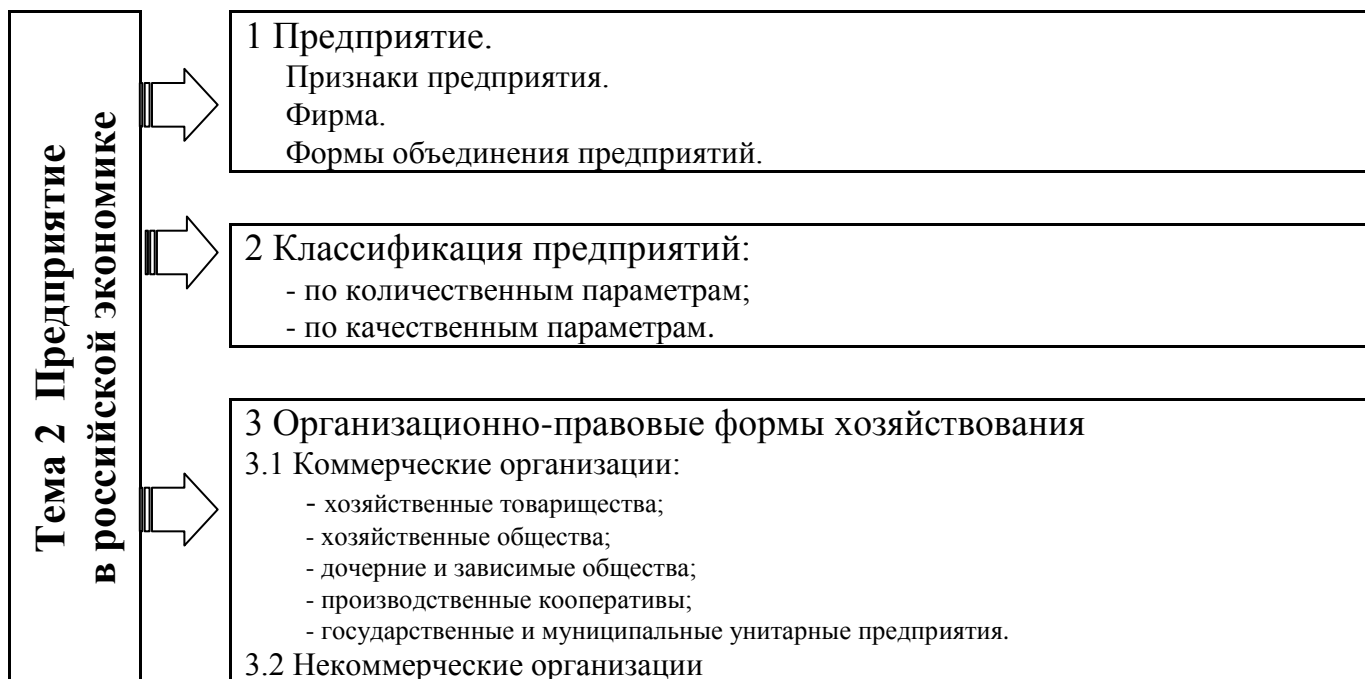 Тема 2 Предприятие
в российской экономике
1 Предприятие.
Признаки предприятия.
Фирма.
Формы объединения предприятий.
2 Классификация предприятий:
- по количественным параметрам;
- по качественным параметрам.
3 Организационно-правовые формы хозяйствования
3.1 Коммерческие организации:
- хозяйственные товарищества;
- хозяйственные общества;
- дочерние и зависимые общества;
- производственные кооперативы;
- государственные и муниципальные унитарные предприятия.
3.2 Некоммерческие организации